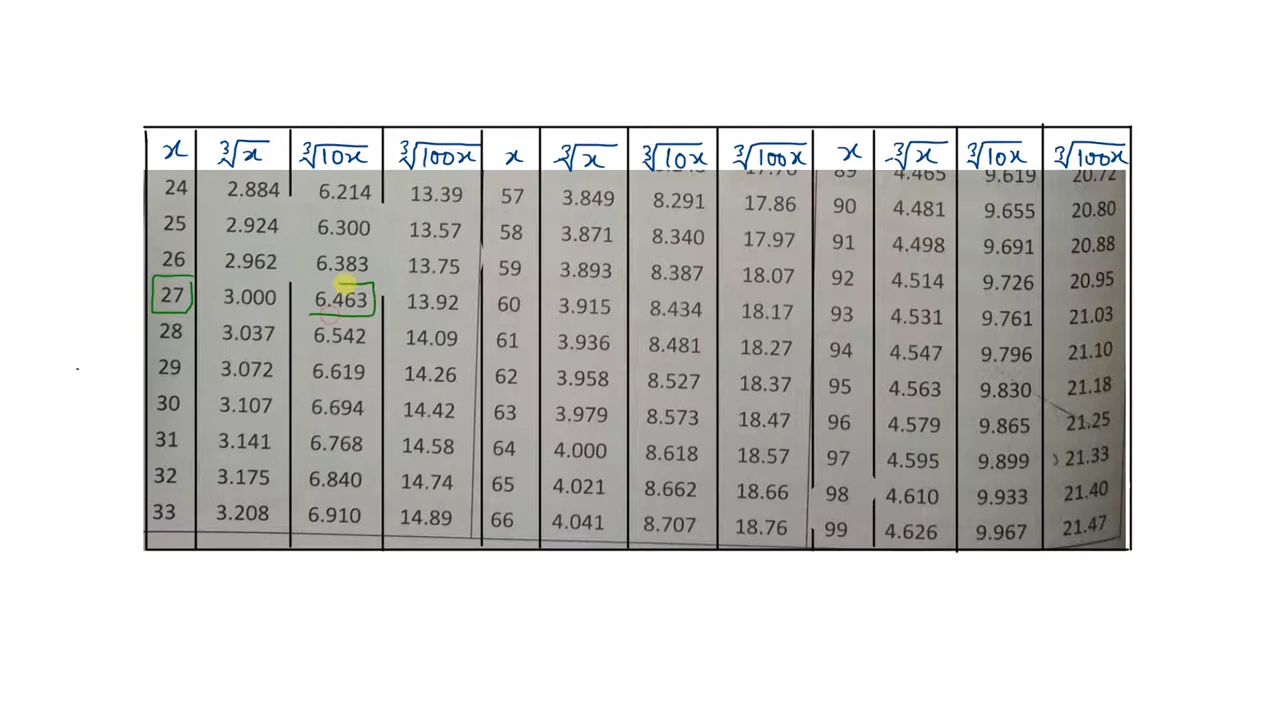 x ∛x ∛10x ∛100x x ∛x ∛10x ∛100x x ∛x ∛10x ∛100x
24 2.884 6.214 13.39 57 3.849 8.291 17.86 90 4.481 9.655 20.80
25 2.924 6.300 13.57 58 3.871 8.340 17.97 91 4.498 9.691 20.88
26 2.962 6.383 13.75 59 3.893 8.387 18.07 92 4.514 9.726 20.95
27 3.000 6.463 13.92 60 3.915 8.434 18.17 93 4.531 9.761 21.03
28 3.037 6.542 14.09 61 3.936 8.481 18.27 94 4.547 9.796 21.10
29 3.072 6.619 14.26 62 3.958 8.527 18.37 95 4.563 9.830 21.18
30 3.107 6.694 14.42 63 3.979 8.573 18.47 96 4.579 9.865 21.25
31 3.141 6.768 14.58 64 4.000 8.618 18.57 97 4.595 9.899 21.33
32 3.175 6.840 14.74 65 4.021 8.662 18.66 98 4.610 9.933 21.40
33 3.208 6.910 14.89 66 4.041 8.707 18.76 99 4.626 9.967 21.47